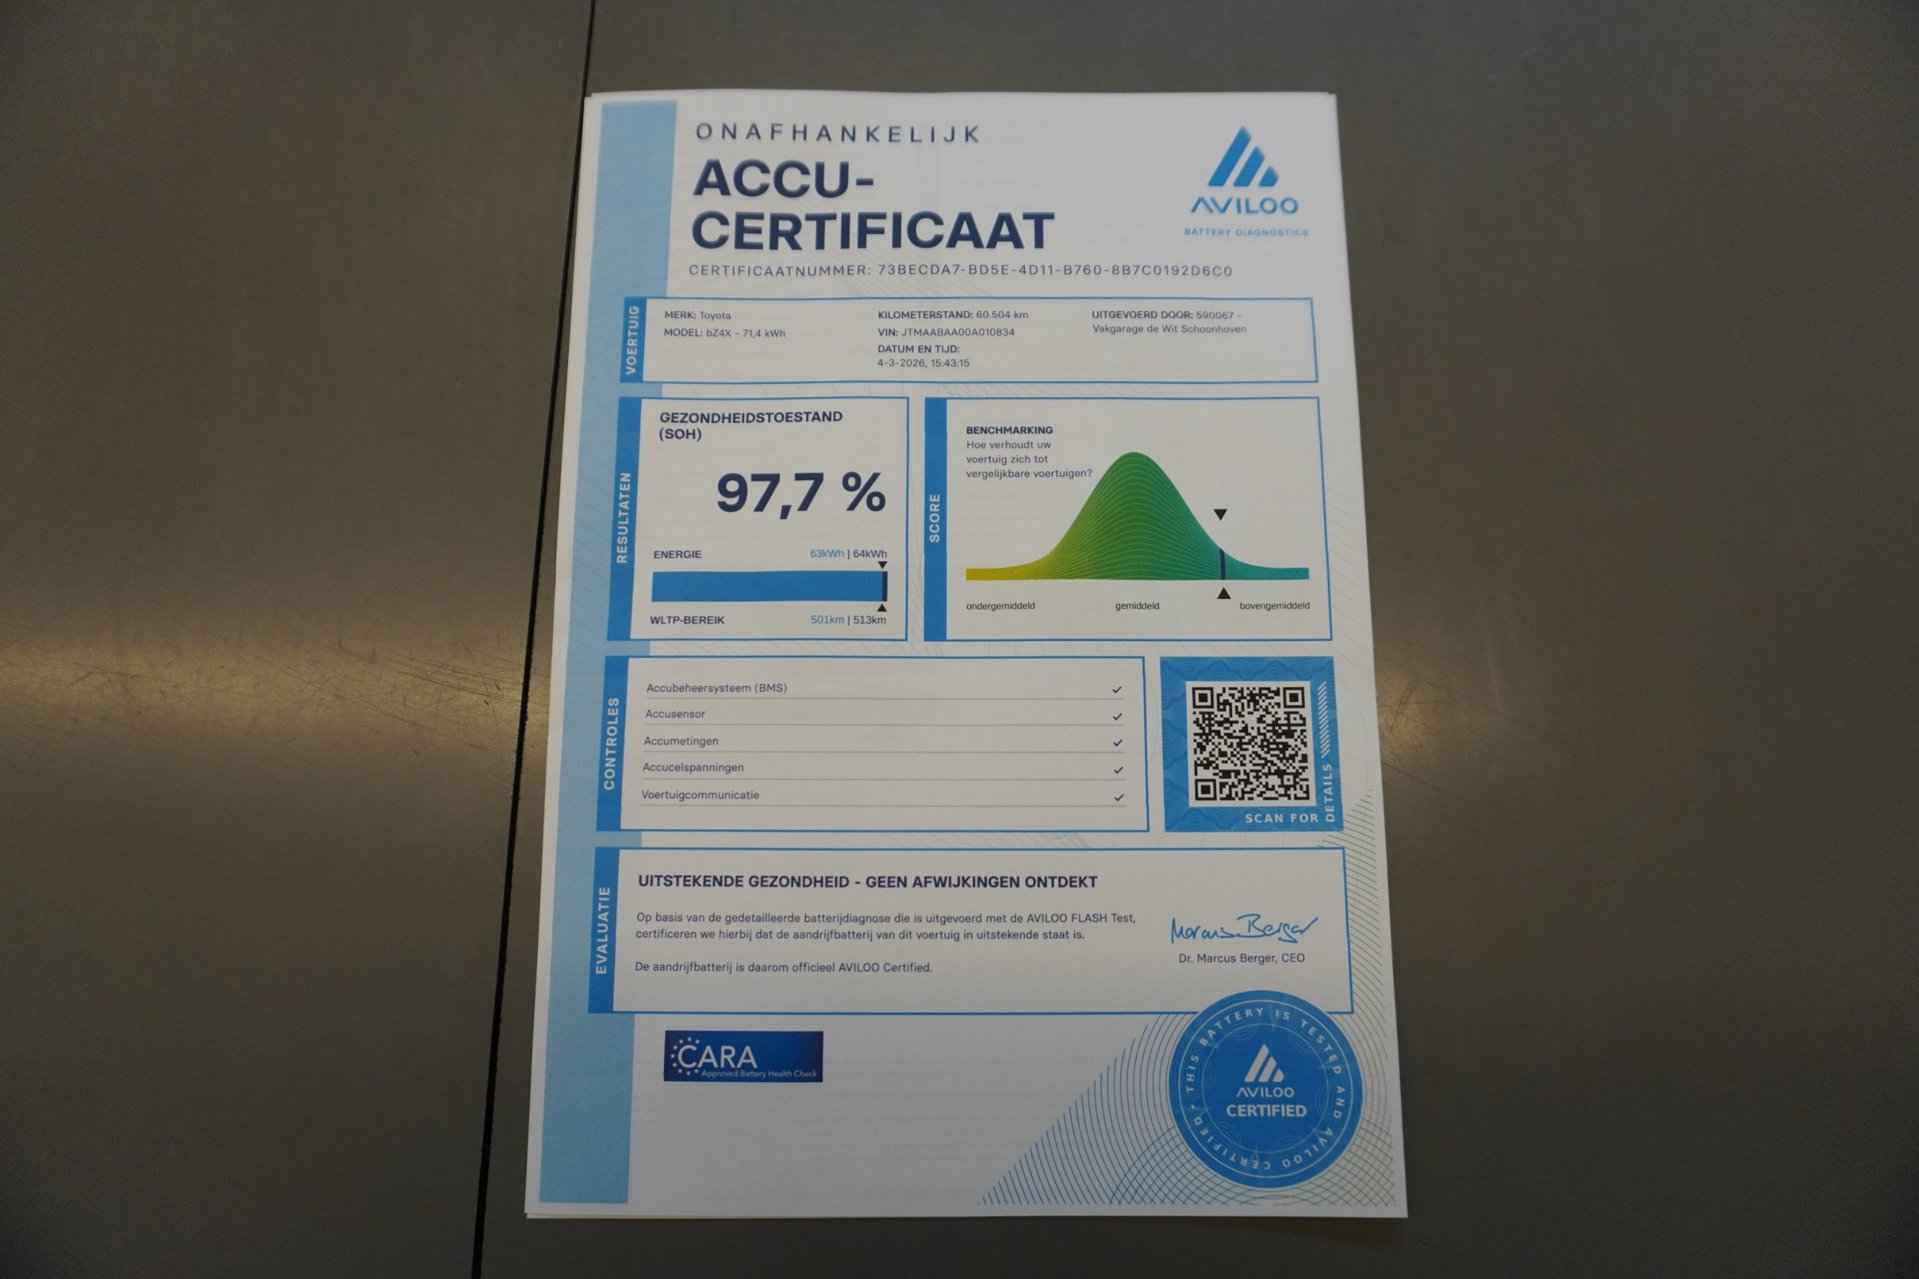 ONAFHANKELIJK
ACCU-
CERTIFICAAT
CERTIFICAATNUMMER: 73BECDA7-BD5E-4D11-B760-8B7C0192D6C0
AVILOO
BATTERY DIAGNOSTICS
VOERTUIG
MERK: Toyota
MODEL: bZ4X - 71,4 kWh
KILOMETERSTAND: 60.504 km
VIN: JTMAABAA00A010834
DATUM EN TIJD:
4-3-2026, 15:43:15
UITGEVOERD DOOR: 590067 -
Vakgarage de Wit Schoonhoven
RESULTATEN
GEZONDHEIDSTOESTAND
(SOH)
97,7 %
ENERGIE 63kWh | 64kWh
WLTP-BEREIK 501km | 513km
SCORE
BENCHMARKING
Hoe verhoudt uw
voertuig zich tot
vergelijkbare voertuigen?
ondergemiddeld gemiddeld bovengemiddeld
CONTROLES
Accubeheersysteem (BMS) ✓
Accusensor ✓
Accumetingen ✓
Accucelspanningen ✓
Voertuigcommunicatie ✓
SCAN FOR DETAILS
EVALUATIE
UITSTEKENDE GEZONDHEID - GEEN AFWIJKINGEN ONTDEKT
Op basis van de gedetailleerde batterijdiagnose die is uitgevoerd met de AVILOO FLASH Test,
certificeren we hierbij dat de aandrijfbatterij van dit voertuig in uitstekende staat is.
De aandrijfbatterij is daarom officieel AVILOO Certified.
Marcus Berger
Dr. Marcus Berger, CEO
CARA
Approved Battery Health Check
THIS BATTERY IS TESTED AND AVILOO CERTIFIED
AVILOO
CERTIFIED